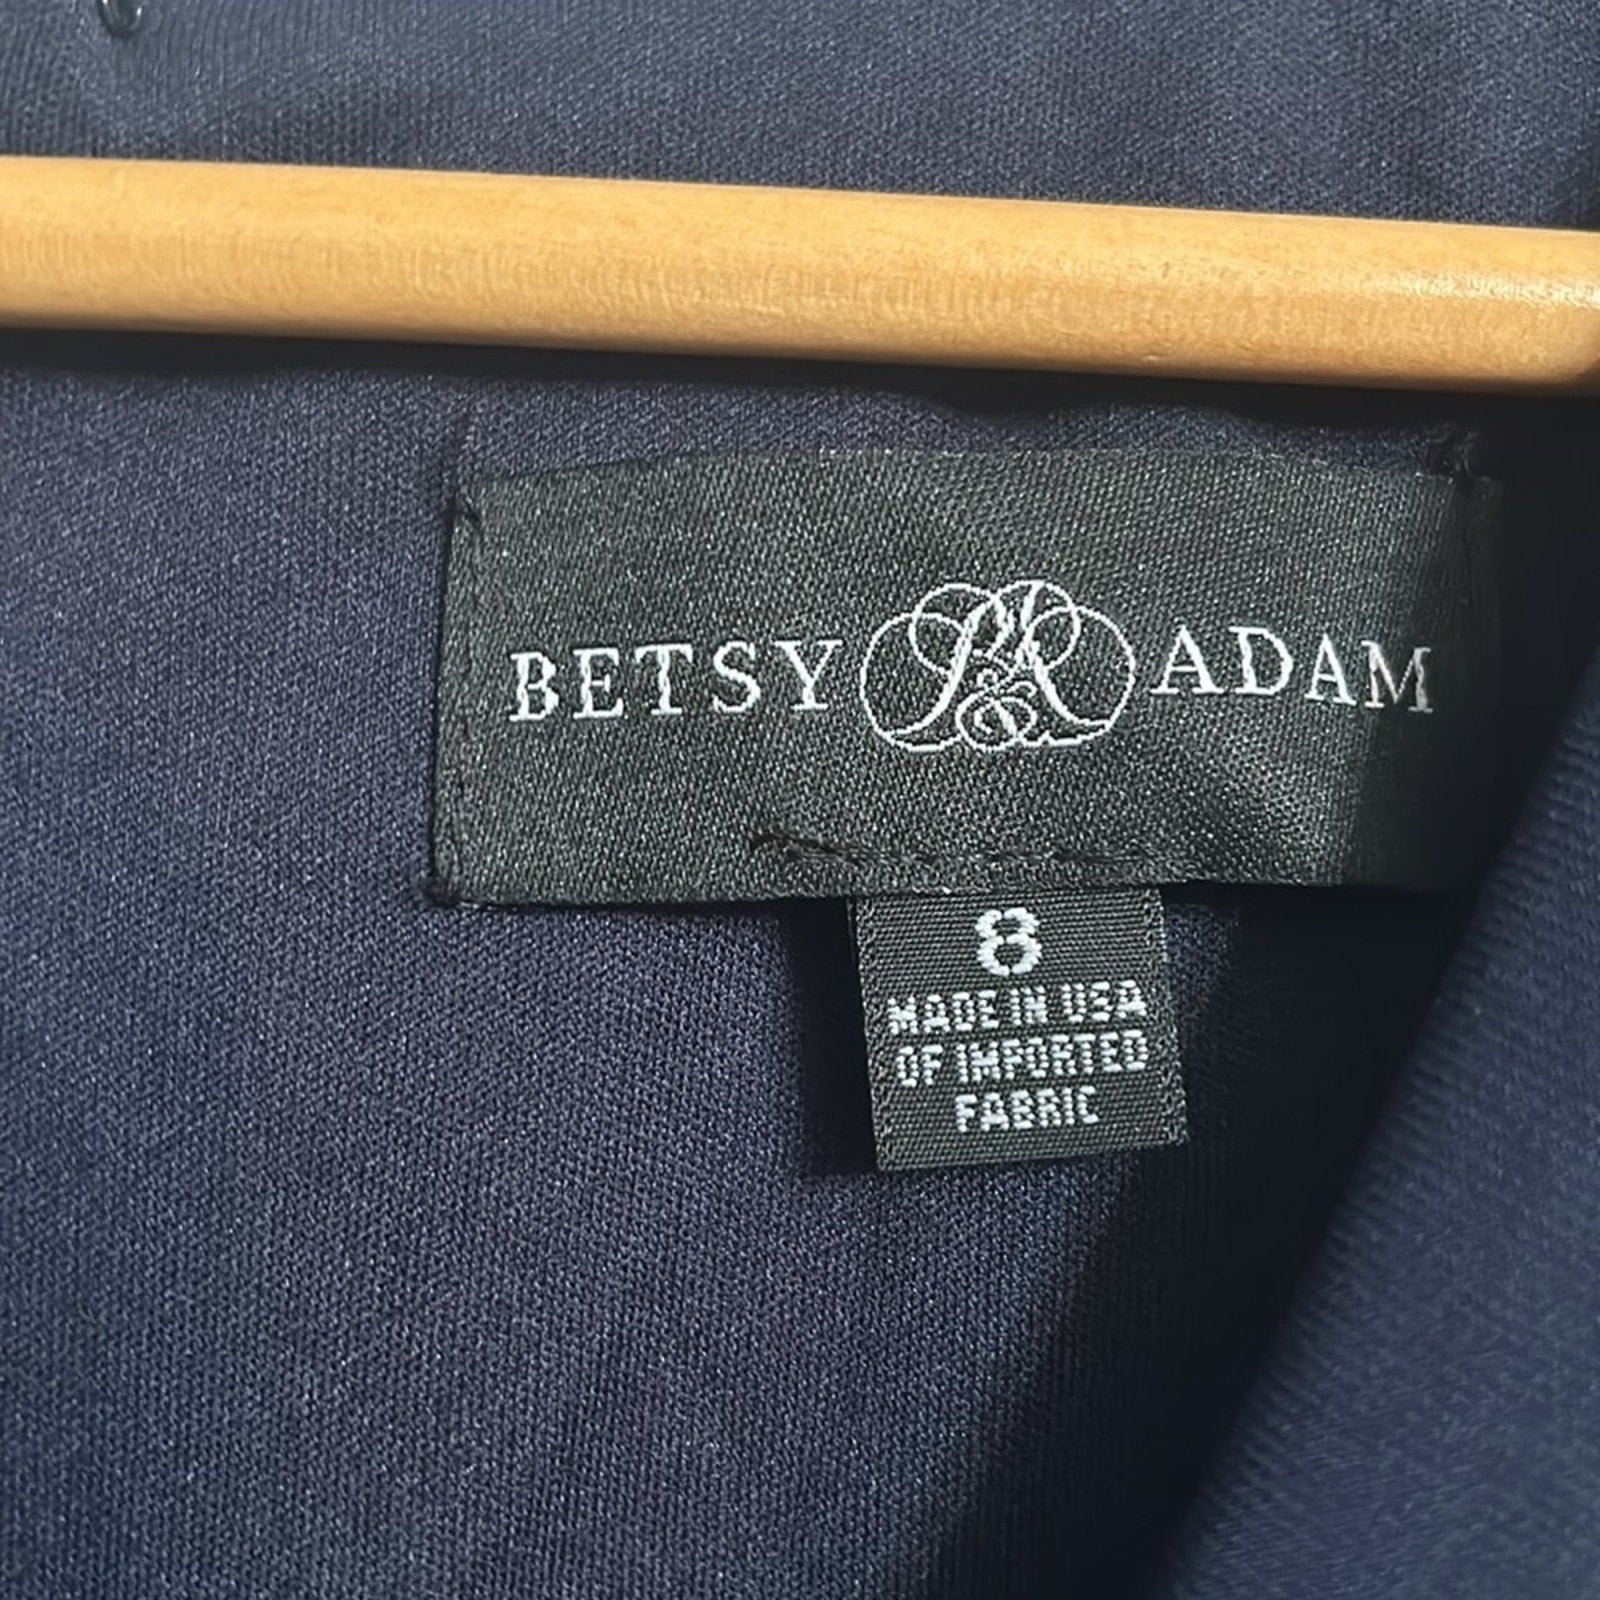 BETSY B&A ADAM
8
MADE IN USA
OF IMPORTED
FABRIC